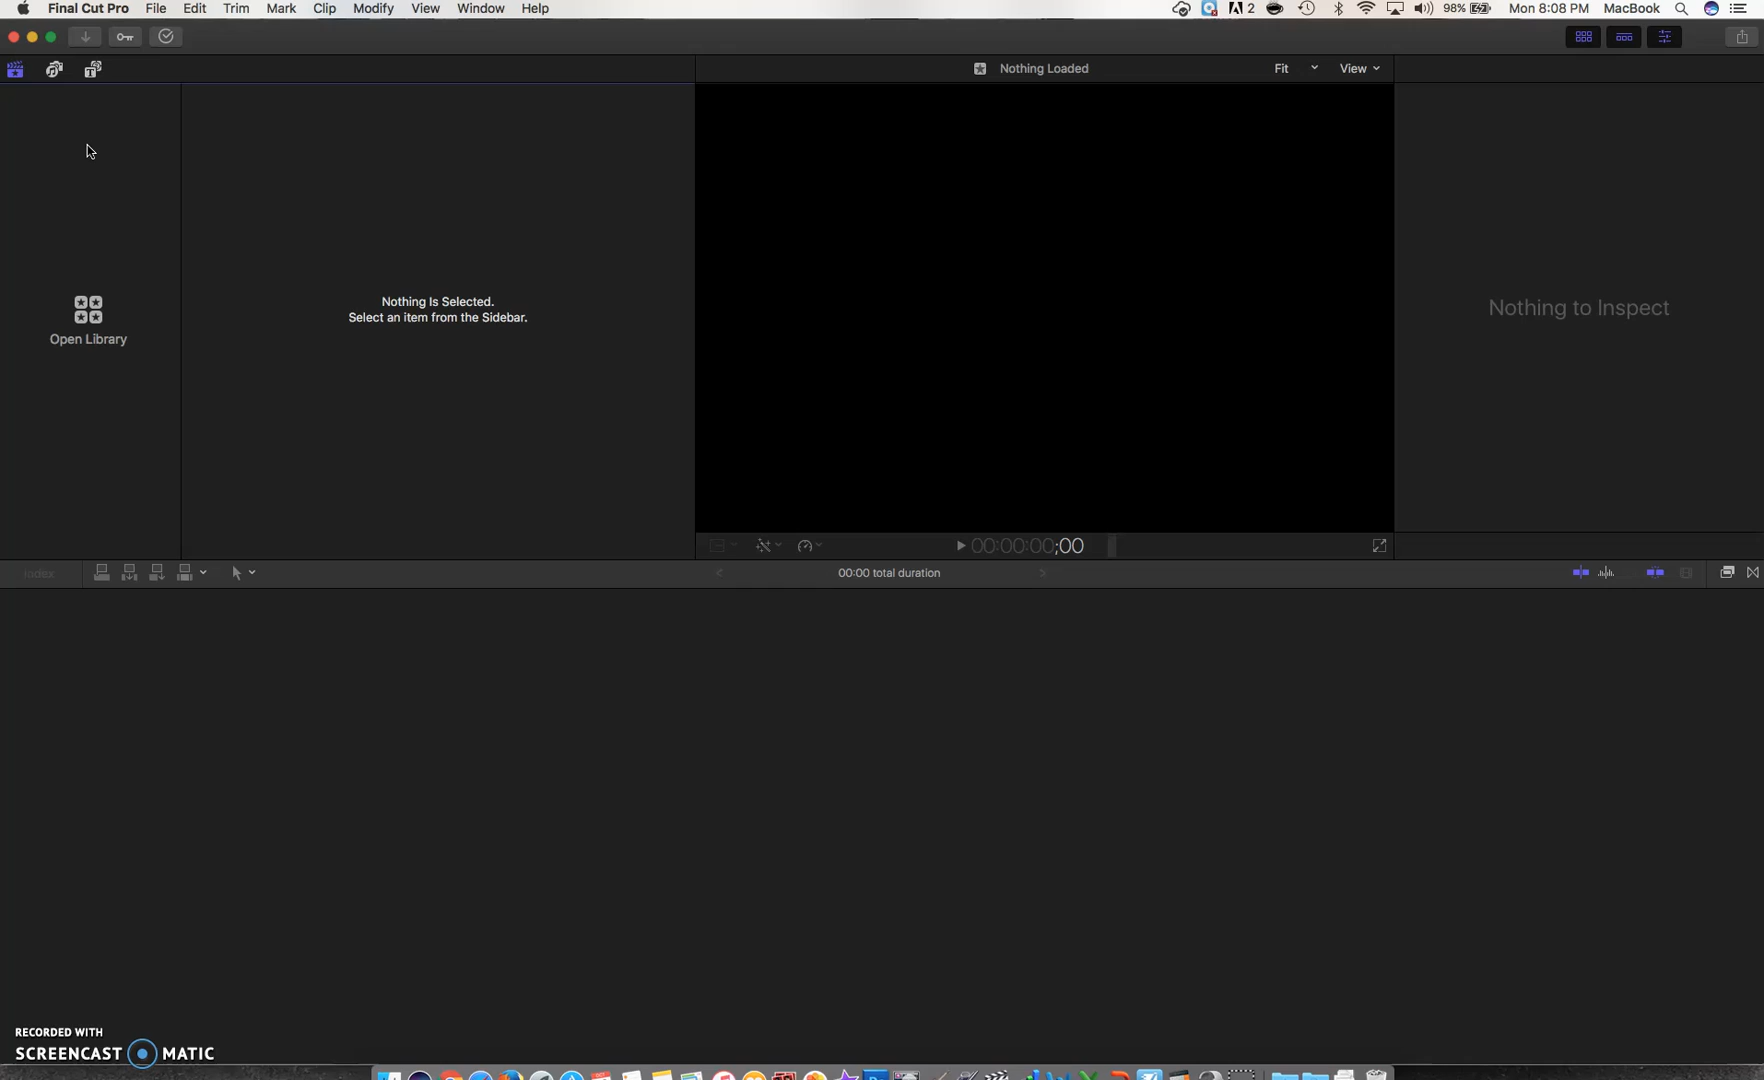 Final Cut Pro File Edit Trim Mark Clip Modify View Window Help 2 98% Mon 8:08 PM MacBook
Nothing Loaded Fit View
Nothing Is Selected.
Select an item from the Sidebar.
Open Library
Nothing to Inspect
00:00:00;00
Index 00:00 total duration
RECORDED WITH
SCREENCAST MATIC